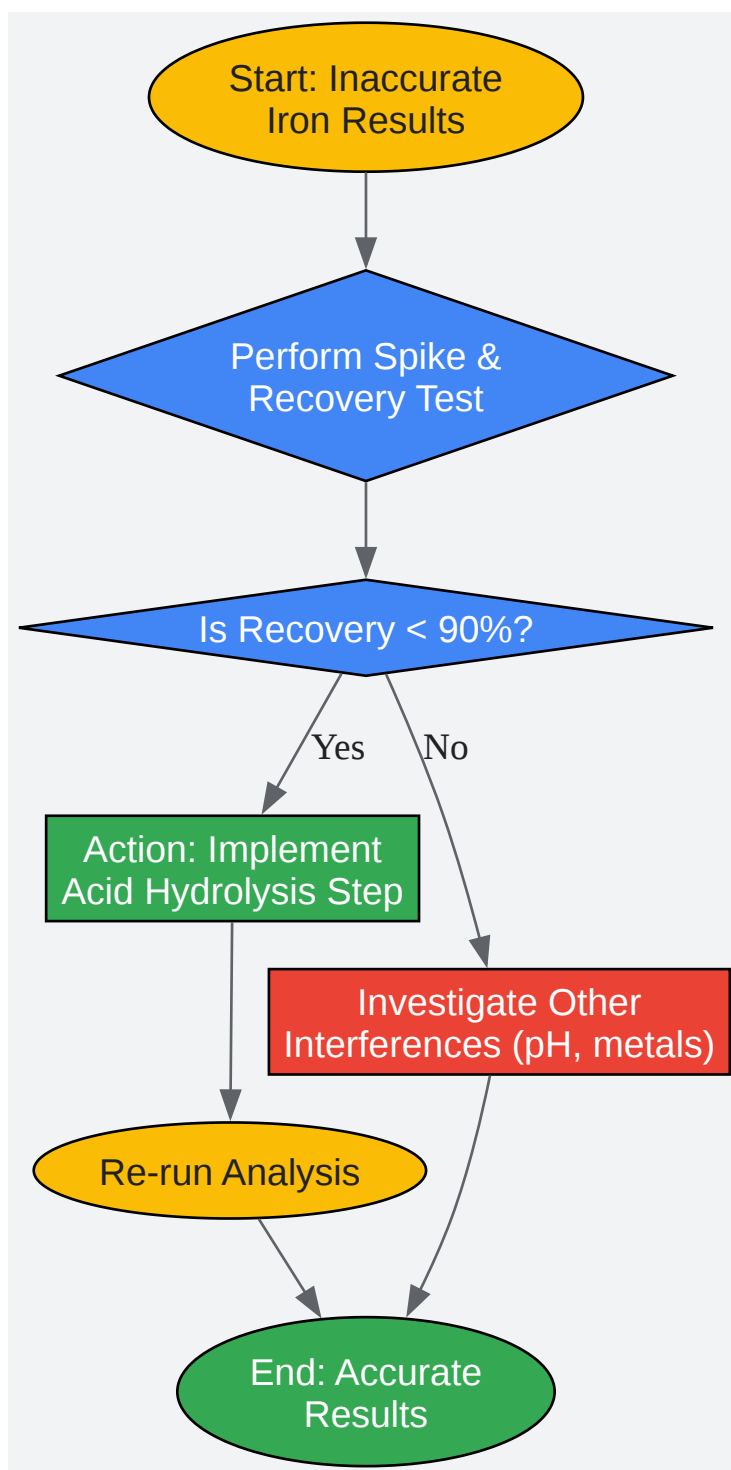 Start: Inaccurate
Iron Results
Perform Spike &
Recovery Test
Is Recovery < 90%?
Yes
No
Action: Implement
Acid Hydrolysis Step
Investigate Other
Interferences (pH, metals)
Re-run Analysis
End: Accurate
Results